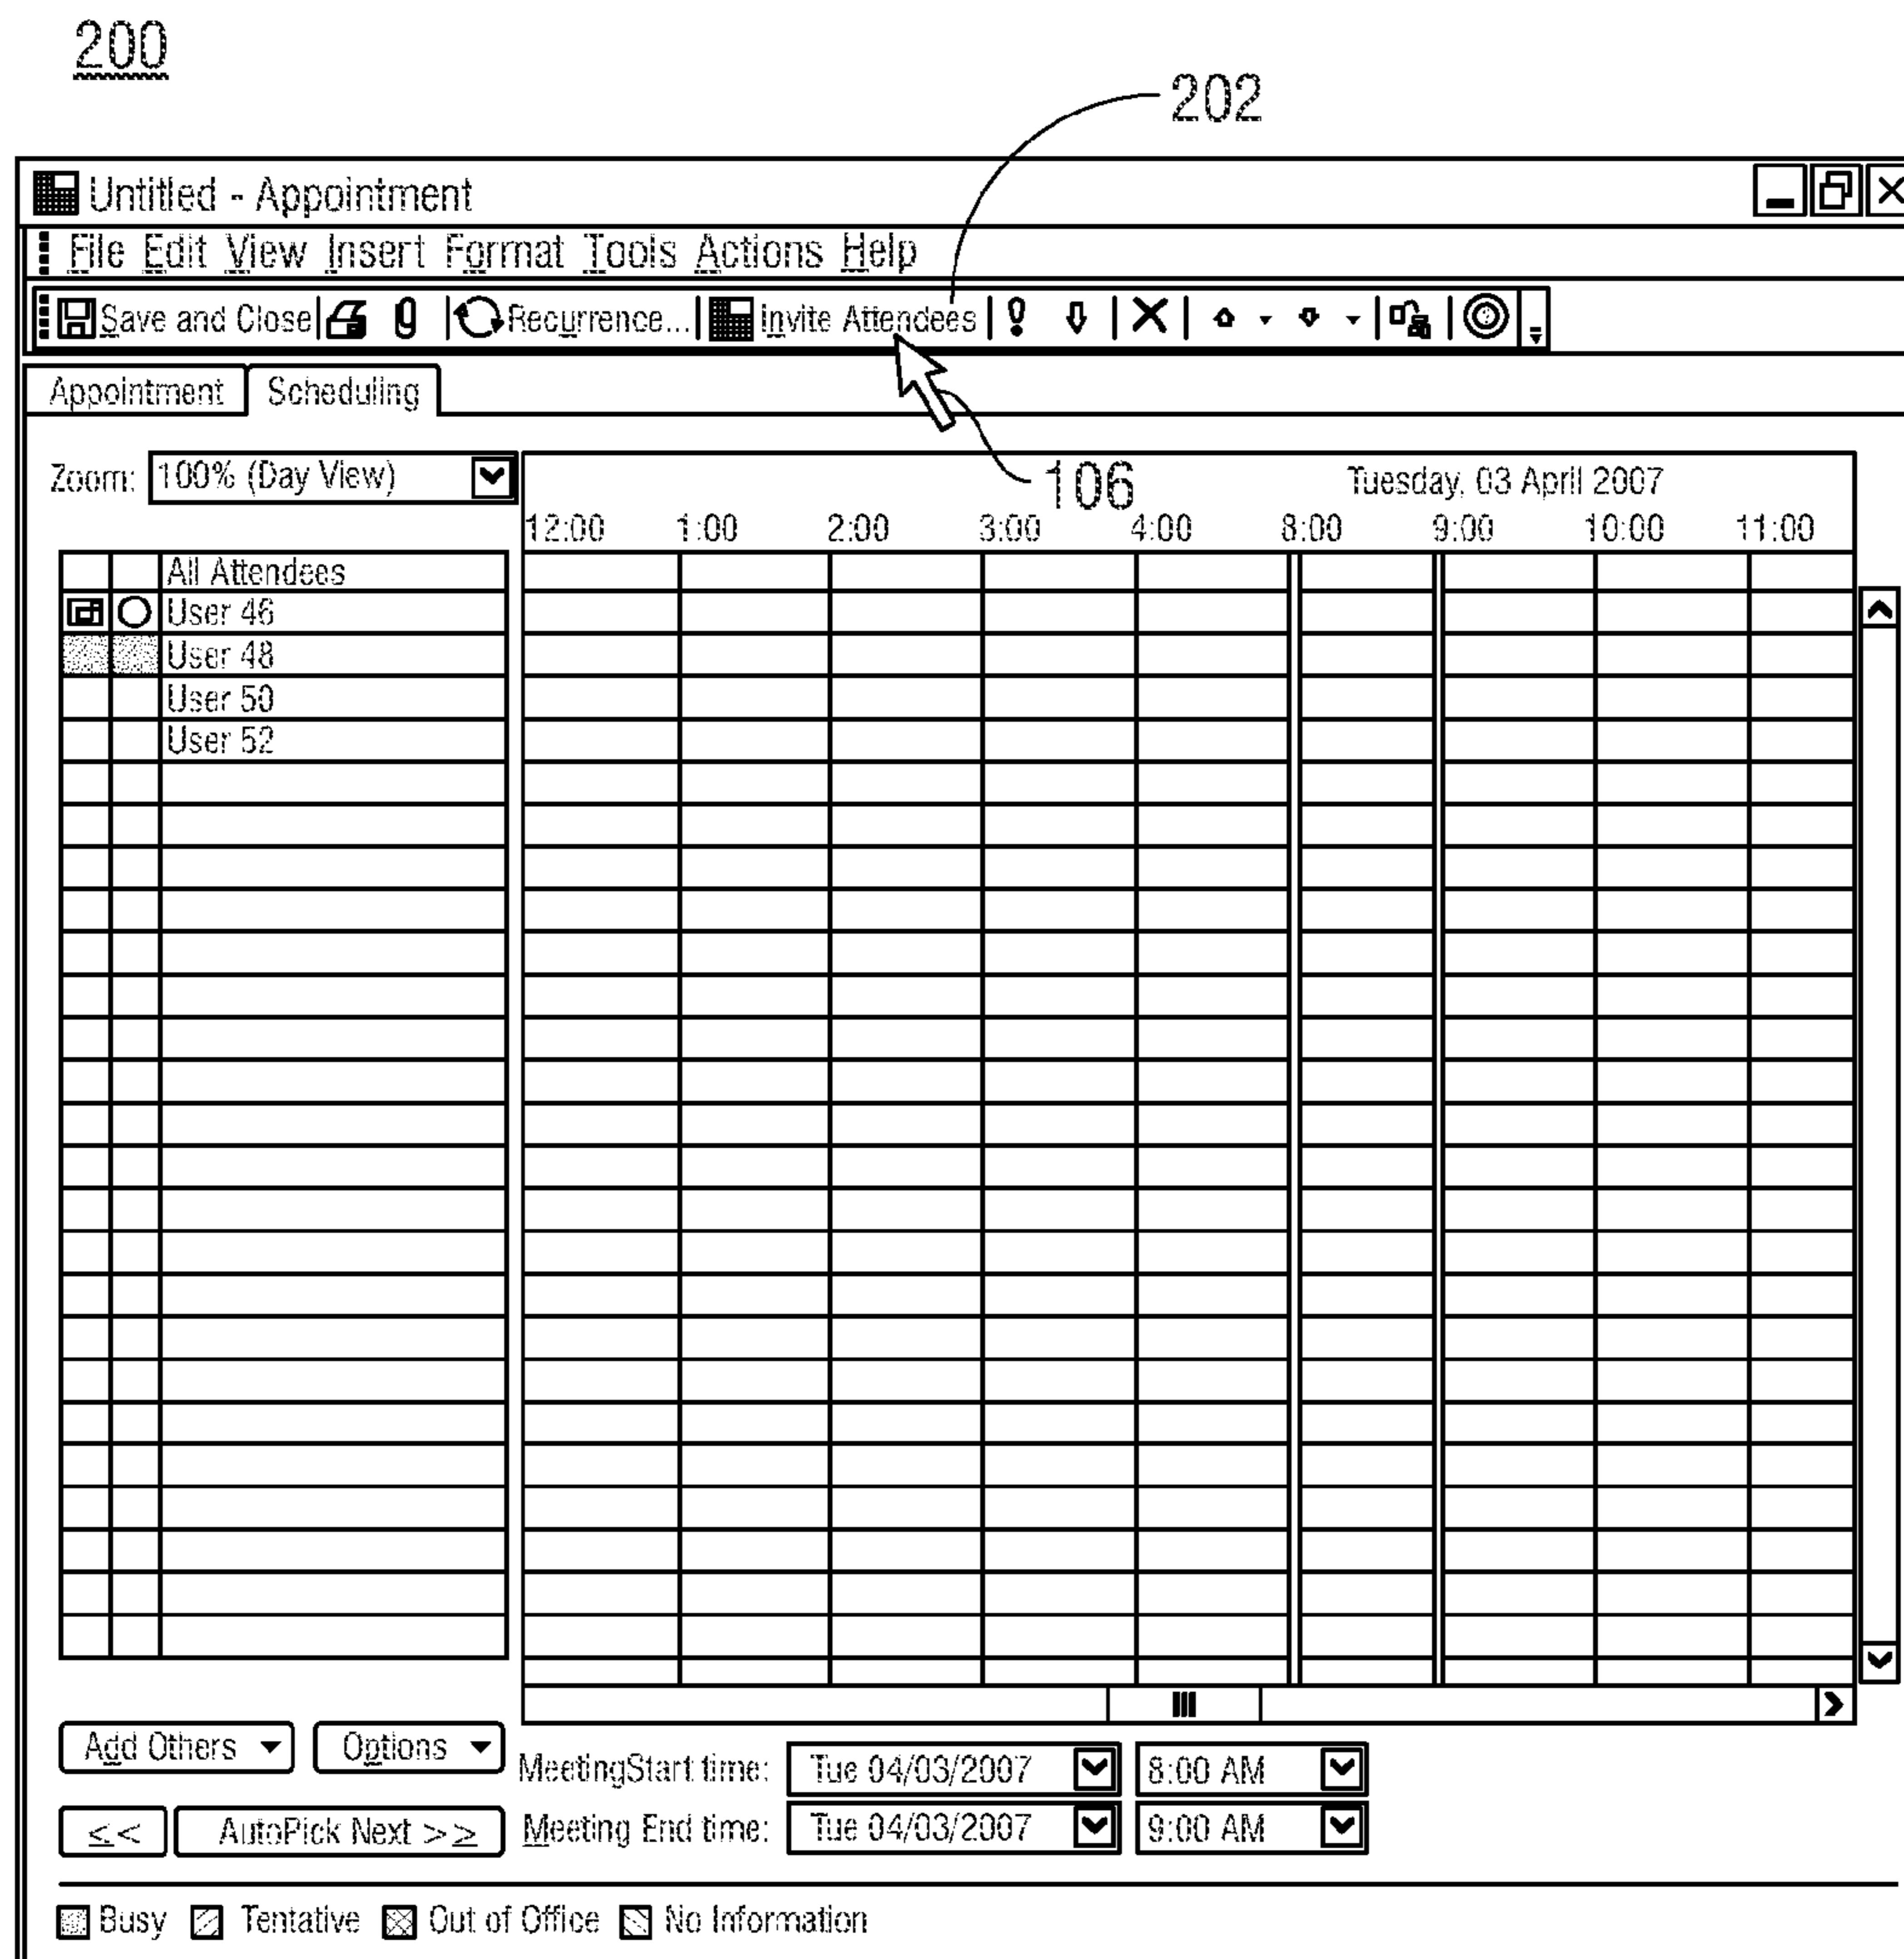 200
202
Untitled - Appointment
File Edit View Insert Format Tools Actions Help
Save and Close Recurrence... Invite Attendees
Appointment Scheduling
Zoom: 100% (Day View)
106
Tuesday, 03 April 2007
12:00 1:00 2:00 3:00 4:00 8:00 9:00 10:00 11:00
All Attendees
User 46
User 48
User 50
User 52
Add Others Options
MeetingStart time: Tue 04/03/2007 8:00 AM
<< AutoPick Next >> Meeting End time: Tue 04/03/2007 9:00 AM
Busy Tentative Out of Office No Information